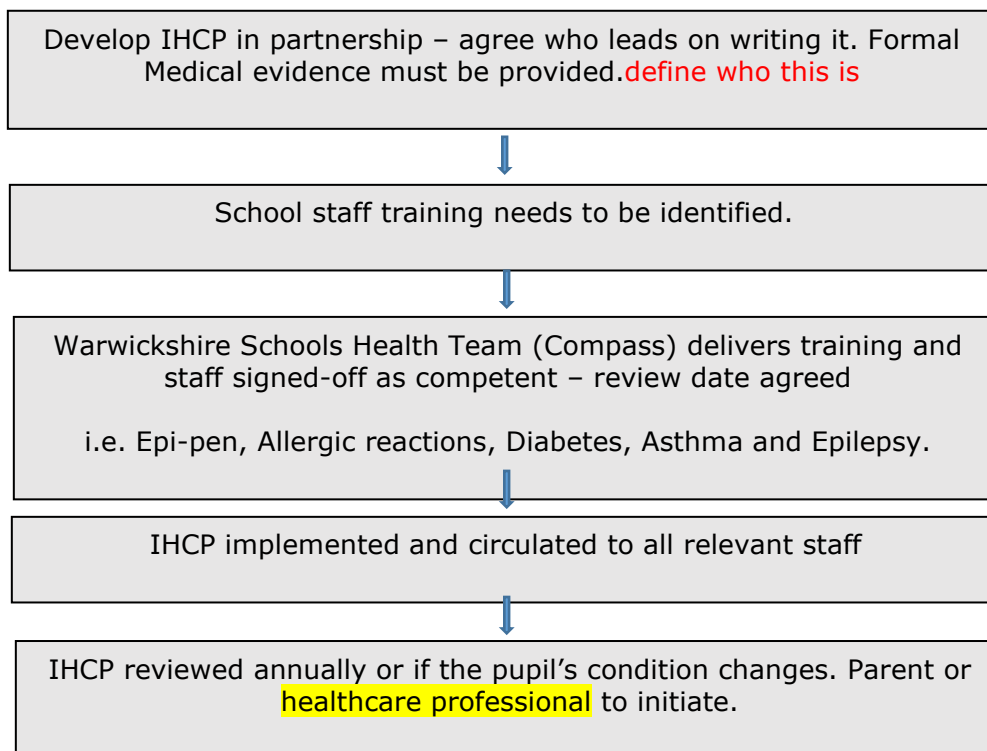 Develop IHCP in partnership – agree who leads on writing it. Formal
Medical evidence must be provided.define who this is
School staff training needs to be identified.
Warwickshire Schools Health Team (Compass) delivers training and
staff signed-off as competent – review date agreed
i.e. Epi-pen, Allergic reactions, Diabetes, Asthma and Epilepsy.
IHCP implemented and circulated to all relevant staff
IHCP reviewed annually or if the pupil’s condition changes. Parent or
healthcare professional to initiate.